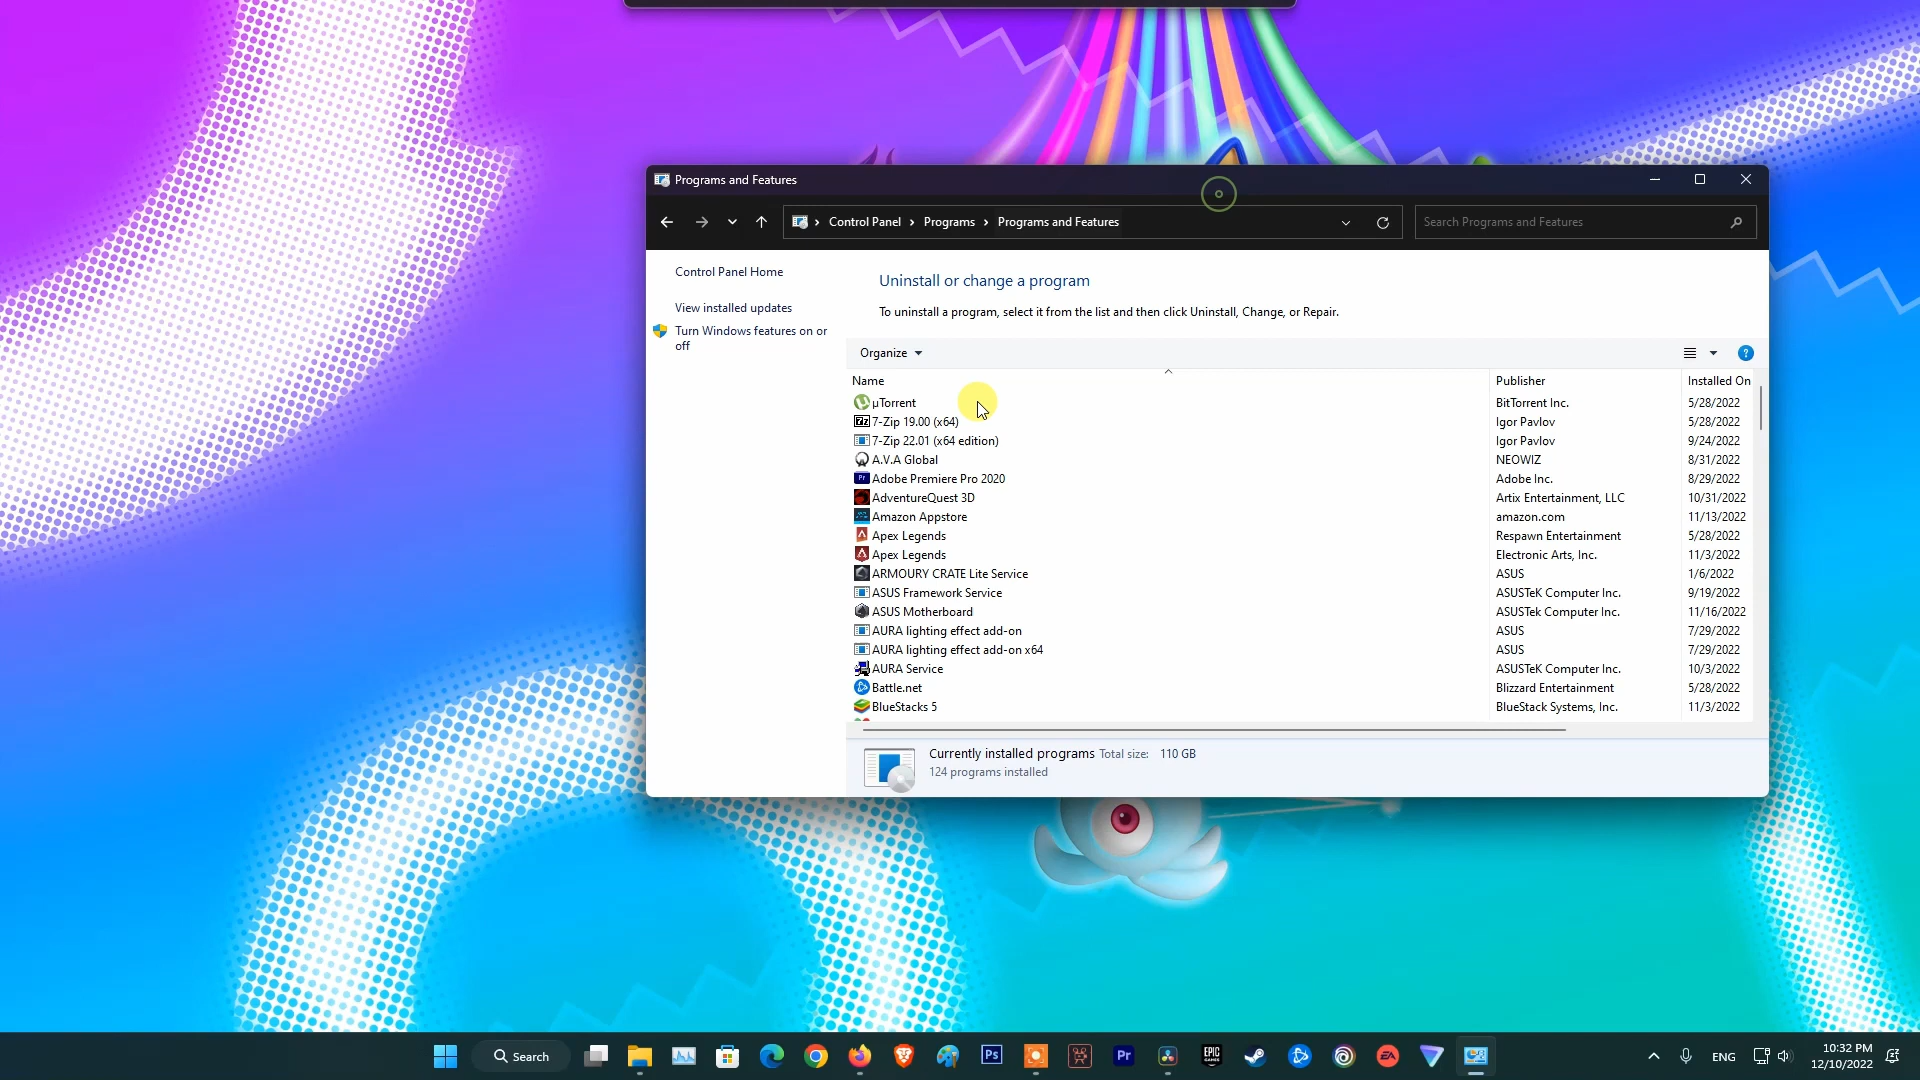 Programs and Features
Control Panel > Programs > Programs and Features
Search Programs and Features
Control Panel Home
View installed updates
Turn Windows features on or
off
Uninstall or change a program
To uninstall a program, select it from the list and then click Uninstall, Change, or Repair.
Organize
Name Publisher Installed On
µTorrent BitTorrent Inc. 5/28/2022
7-Zip 19.00 (x64) Igor Pavlov 5/28/2022
7-Zip 22.01 (x64 edition) Igor Pavlov 9/24/2022
A.V.A Global NEOWIZ 8/31/2022
Adobe Premiere Pro 2020 Adobe Inc. 8/29/2022
AdventureQuest 3D Artix Entertainment, LLC 10/31/2022
Amazon Appstore amazon.com 11/13/2022
Apex Legends Respawn Entertainment 5/28/2022
Apex Legends Electronic Arts, Inc. 11/3/2022
ARMOURY CRATE Lite Service ASUS 1/6/2022
ASUS Framework Service ASUSTeK Computer Inc. 9/19/2022
ASUS Motherboard ASUSTek Computer Inc. 11/16/2022
AURA lighting effect add-on ASUS 7/29/2022
AURA lighting effect add-on x64 ASUS 7/29/2022
AURA Service ASUSTeK Computer Inc. 10/3/2022
Battle.net Blizzard Entertainment 5/28/2022
BlueStacks 5 BlueStack Systems, Inc. 11/3/2022
Currently installed programs Total size: 110 GB
124 programs installed
Search
Ps
Pr
EPIC
GAMES
EA
ENG
10:32 PM
12/10/2022